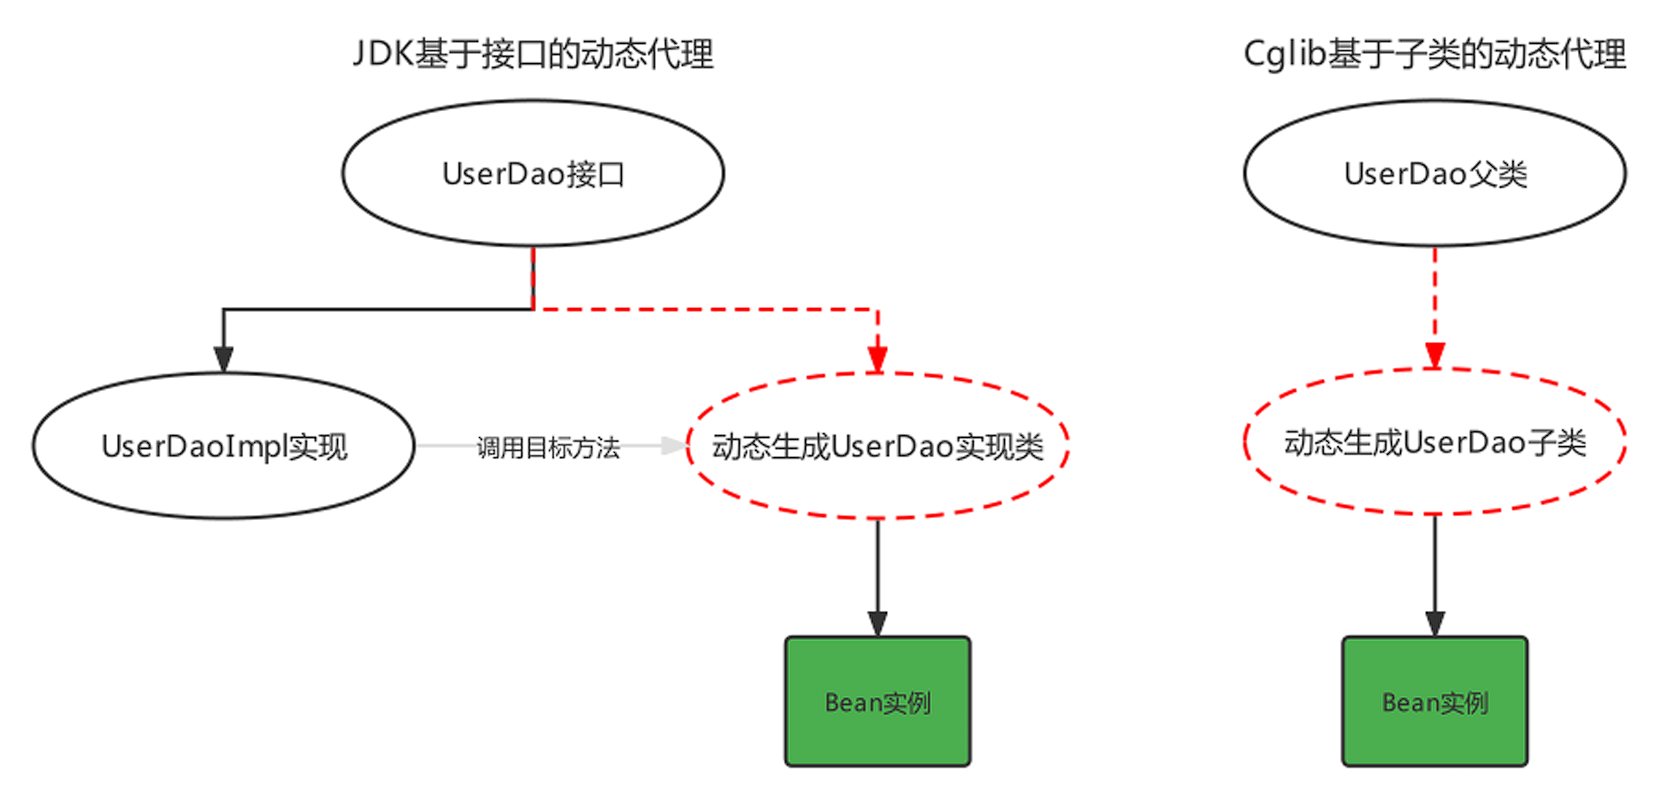 JDK基于接口的动态代理
Cglib基于子类的动态代理
UserDao接口
UserDao父类
UserDaoImpl实现
调用目标方法
动态生成UserDao实现类
动态生成UserDao子类
Bean实例
Bean实例